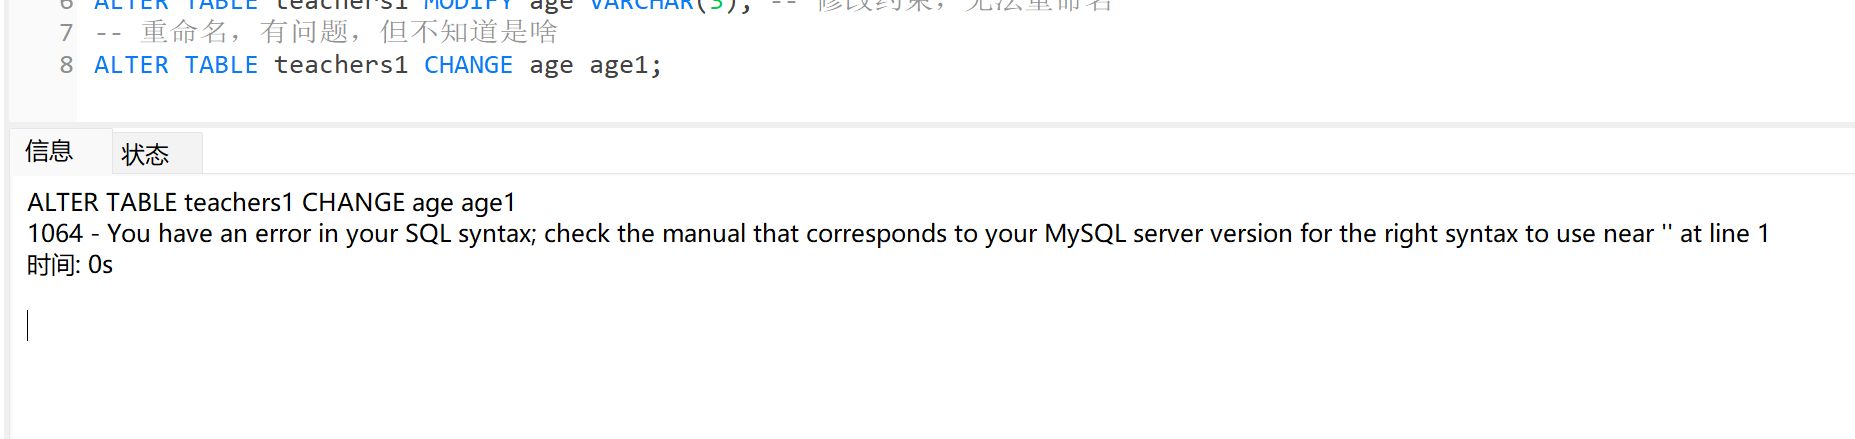 6 ALTER TABLE teachers1 MODIFY age VARCHAR(3); -- 修改约束，无法重命名
7 -- 重命名，有问题，但不知道是啥
8 ALTER TABLE teachers1 CHANGE age age1;
信息 状态
ALTER TABLE teachers1 CHANGE age age1
1064 - You have an error in your SQL syntax; check the manual that corresponds to your MySQL server version for the right syntax to use near '' at line 1
时间: 0s